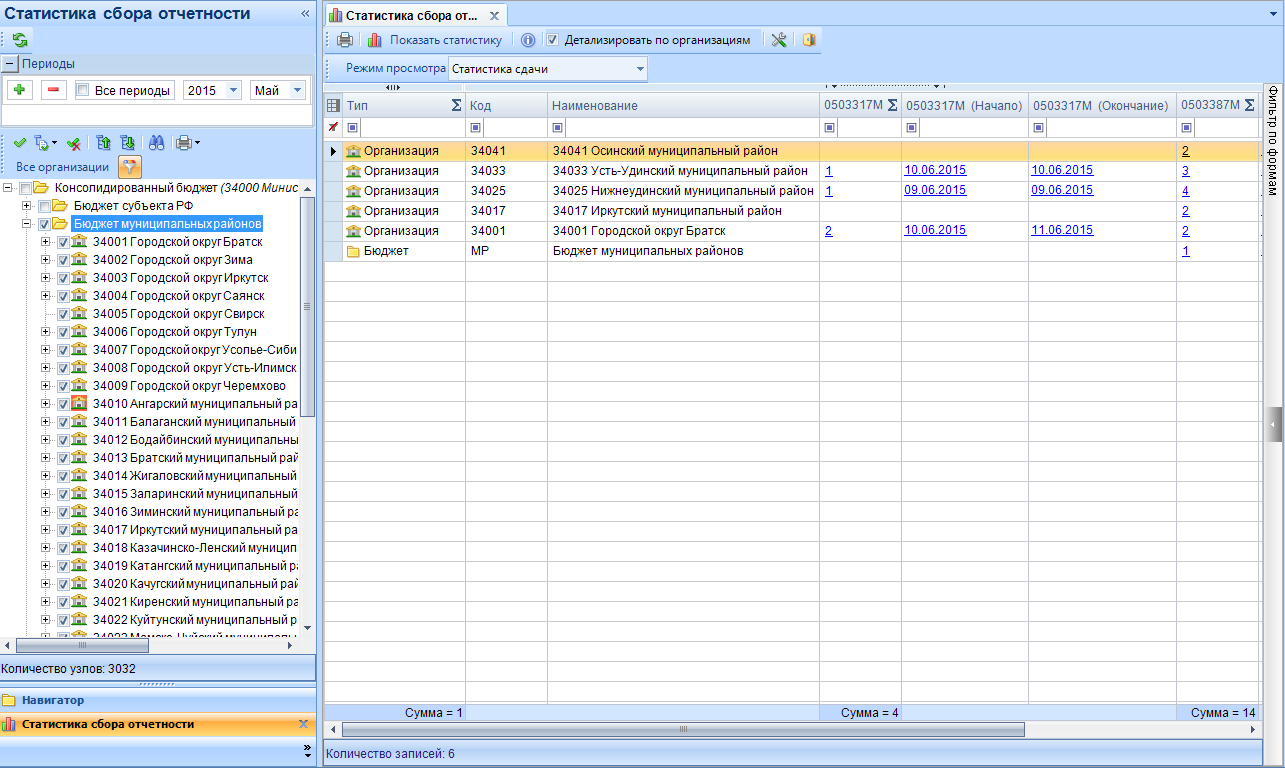 Статистика сбора отчетности
Периоды
Все периоды 2015 Май
Все организации
Консолидированный бюджет (34000 Минис
Бюджет субъекта РФ
Бюджет муниципальных районов
34001 Городской округ Братск
34002 Городской округ Зима
34003 Городской округ Иркутск
34004 Городской округ Саянск
34005 Городской округ Свирск
34006 Городской округ Тулун
34007 Городской округ Усолье-Сиби
34008 Городской округ Усть-Илимск
34009 Городской округ Черемхово
34010 Ангарский муниципальный ра
34011 Балаганский муниципальный
34012 Бодайбинский муниципальны
34013 Братский муниципальный рай
34014 Жигаловский муниципальный
34015 Заларинский муниципальный
34016 Зиминский муниципальный ра
34017 Иркутский муниципальный ра
34018 Казачинско-Ленский муницип
34019 Катангский муниципальный ра
34020 Качугский муниципальный рай
34021 Киренский муниципальный ра
34022 Куйтунский муниципальный р
Количество узлов: 3032
Навигатор
Статистика сбора отчетности
Статистика сбора от...
Показать статистику Детализировать по организациям
Режим просмотра Статистика сдачи
Тип Σ Код Наименование 0503317M Σ 0503317M (Начало) 0503317M (Окончание) 0503387M Σ
Организация 34041 34041 Осинский муниципальный район 2
Организация 34033 34033 Усть-Удинский муниципальный район 1 10.06.2015 10.06.2015 3
Организация 34025 34025 Нижнеудинский муниципальный район 1 09.06.2015 09.06.2015 4
Организация 34017 34017 Иркутский муниципальный район 2
Организация 34001 34001 Городской округ Братск 2 10.06.2015 11.06.2015 2
Бюджет МР Бюджет муниципальных районов 1
Сумма = 1 Сумма = 4 Сумма = 14
Количество записей: 6
Фильтр по формам